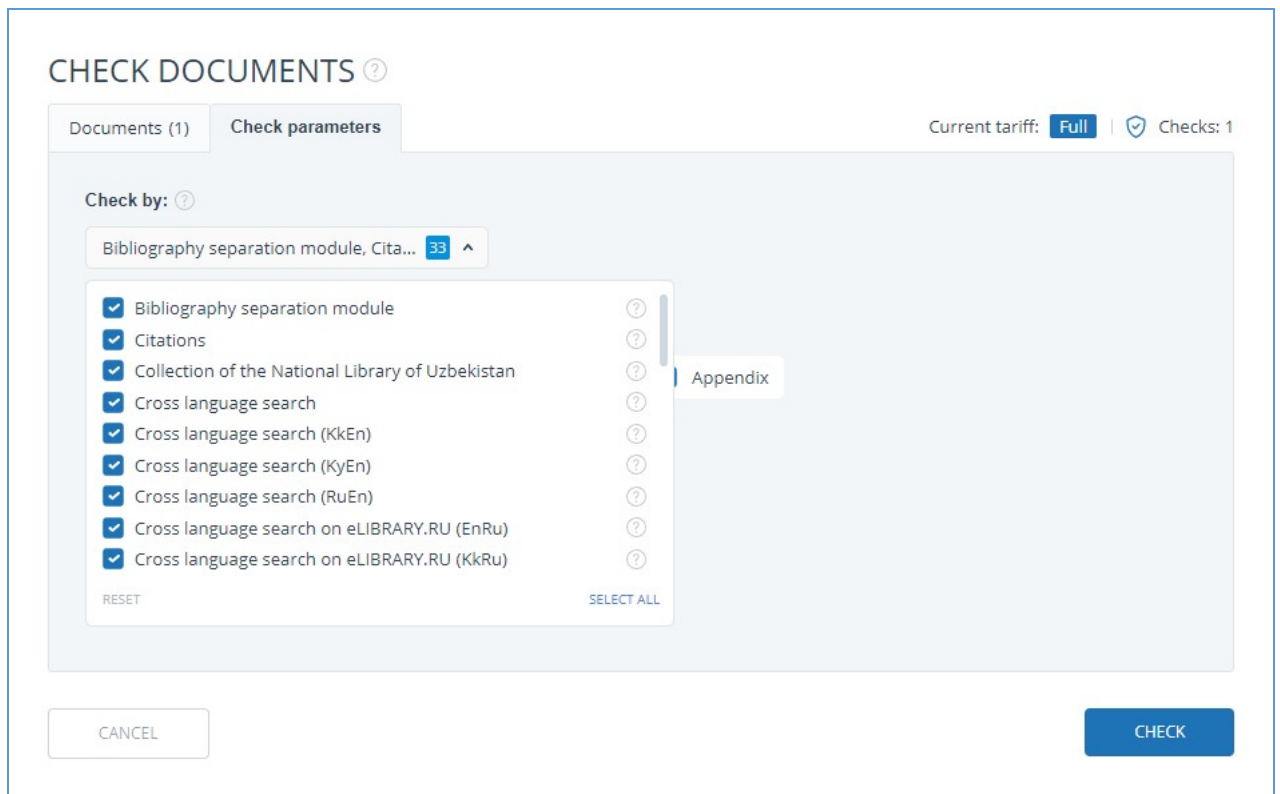 CHECK DOCUMENTS ?
Documents (1) Check parameters Current tariff: Full | Checks: 1
Check by: ?
Bibliography separation module, Cita... 33
Bibliography separation module ?
Citations ?
Collection of the National Library of Uzbekistan ?
Cross language search ?
Appendix
Cross language search (KkEn) ?
Cross language search (KyEn) ?
Cross language search (RuEn) ?
Cross language search on eLIBRARY.RU (EnRu) ?
Cross language search on eLIBRARY.RU (KkRu) ?
RESET SELECT ALL
CANCEL CHECK